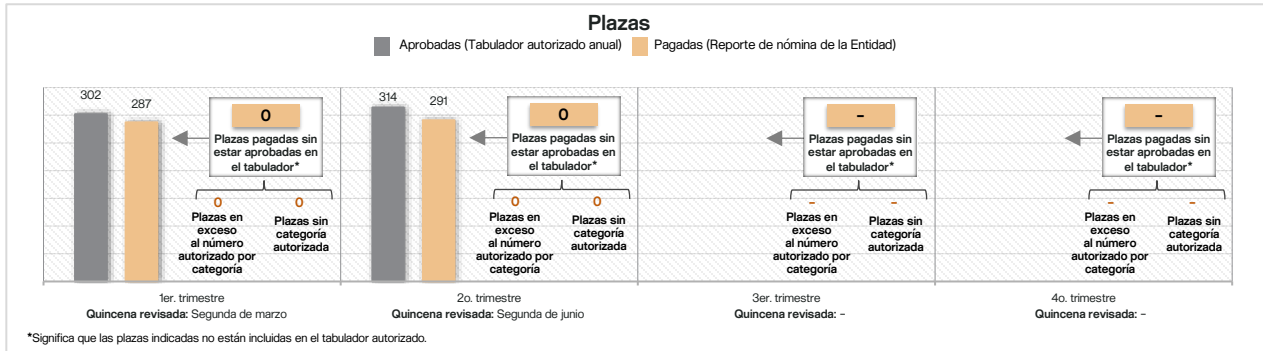 Plazas
Aprobadas (Tabulador autorizado anual) Pagadas (Reporte de nómina de la Entidad)
302
287
0
Plazas pagadas sin
estar aprobadas en
el tabulador*
0 0
Plazas en
exceso
al número
autorizado por
categoría
Plazas sin
categoría
autorizada
1er. trimestre
Quincena revisada: Segunda de marzo
314
291
0
Plazas pagadas sin
estar aprobadas en
el tabulador*
0 0
Plazas en
exceso
al número
autorizado por
categoría
Plazas sin
categoría
autorizada
2o. trimestre
Quincena revisada: Segunda de junio
-
Plazas pagadas sin
estar aprobadas en
el tabulador*
- -
Plazas en
exceso
al número
autorizado por
categoría
Plazas sin
categoría
autorizada
3er. trimestre
Quincena revisada: -
-
Plazas pagadas sin
estar aprobadas en
el tabulador*
- -
Plazas en
exceso
al número
autorizado por
categoría
Plazas sin
categoría
autorizada
4o. trimestre
Quincena revisada: -
*Significa que las plazas indicadas no están incluidas en el tabulador autorizado.